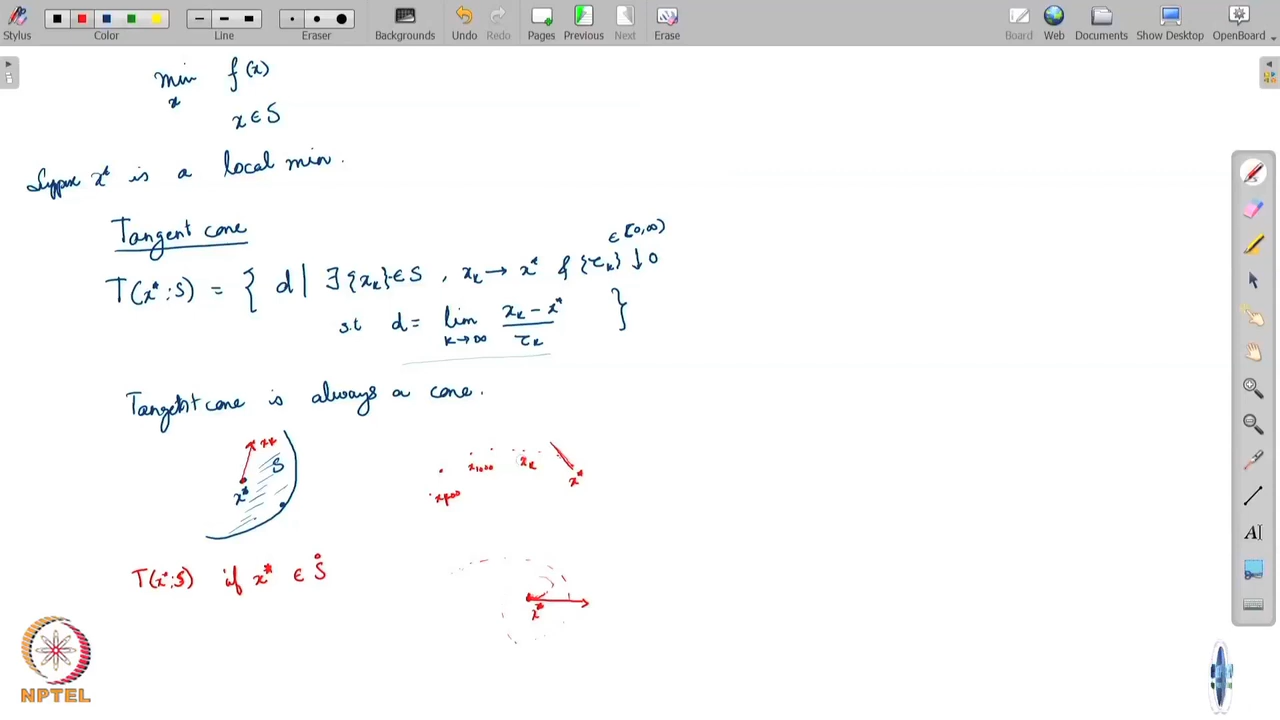 Stylus Color Line Eraser Backgrounds Undo Redo Pages Previous Next Erase Board Web Documents Show Desktop OpenBoard
min f(x)
x
x ∈ S
x* is a local min.
Tangent cone
∈ [0,∞)
T(x*;S) = { d | ∃ {x_k} ∈ S , x_k → x* & {τ_k} ↓ 0
s.t d = lim_{k→∞} (x_k - x*)/τ_k }
Tangent cone is always a cone.
x_k
S
x*
x_1000 x_k x*
T(x*;S) if x* ∈ S̊
x*
NPTEL